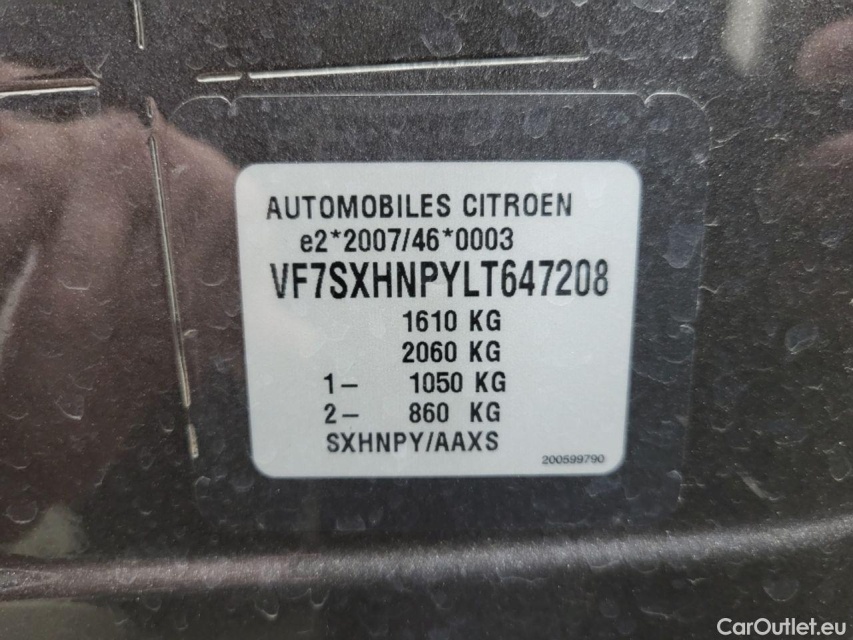 AUTOMOBILES CITROEN
e2*2007/46*0003
VF7SXHNPYLT647208
1610 KG
2060 KG
1– 1050 KG
2– 860 KG
SXHNPY/AAXS
200599790
CarOutlet.eu